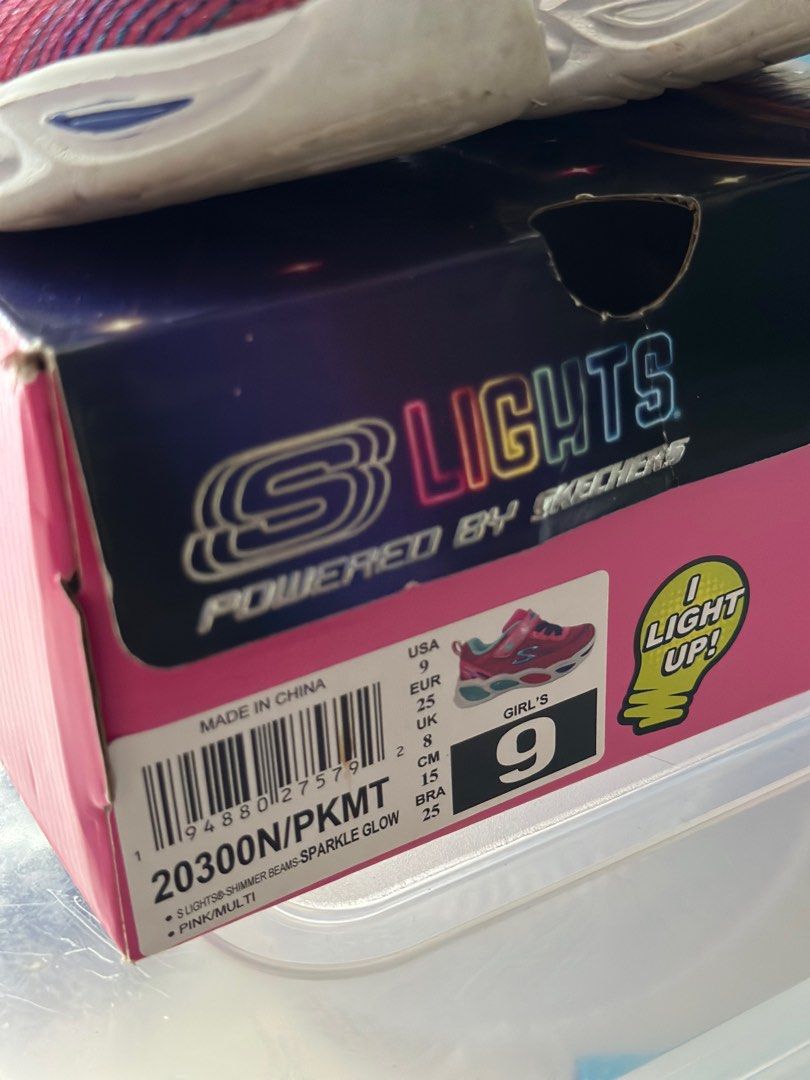 S LIGHTS®
POWERED BY SKECHERS
I
LIGHT
UP!
MADE IN CHINA
1 94880 27579 2
20300N/PKMT
• S LIGHTS®-SHIMMER BEAMS-SPARKLE GLOW
• PINK/MULTI
USA
9
EUR
25
UK
8
CM
15
BRA
25
S
GIRL'S
9